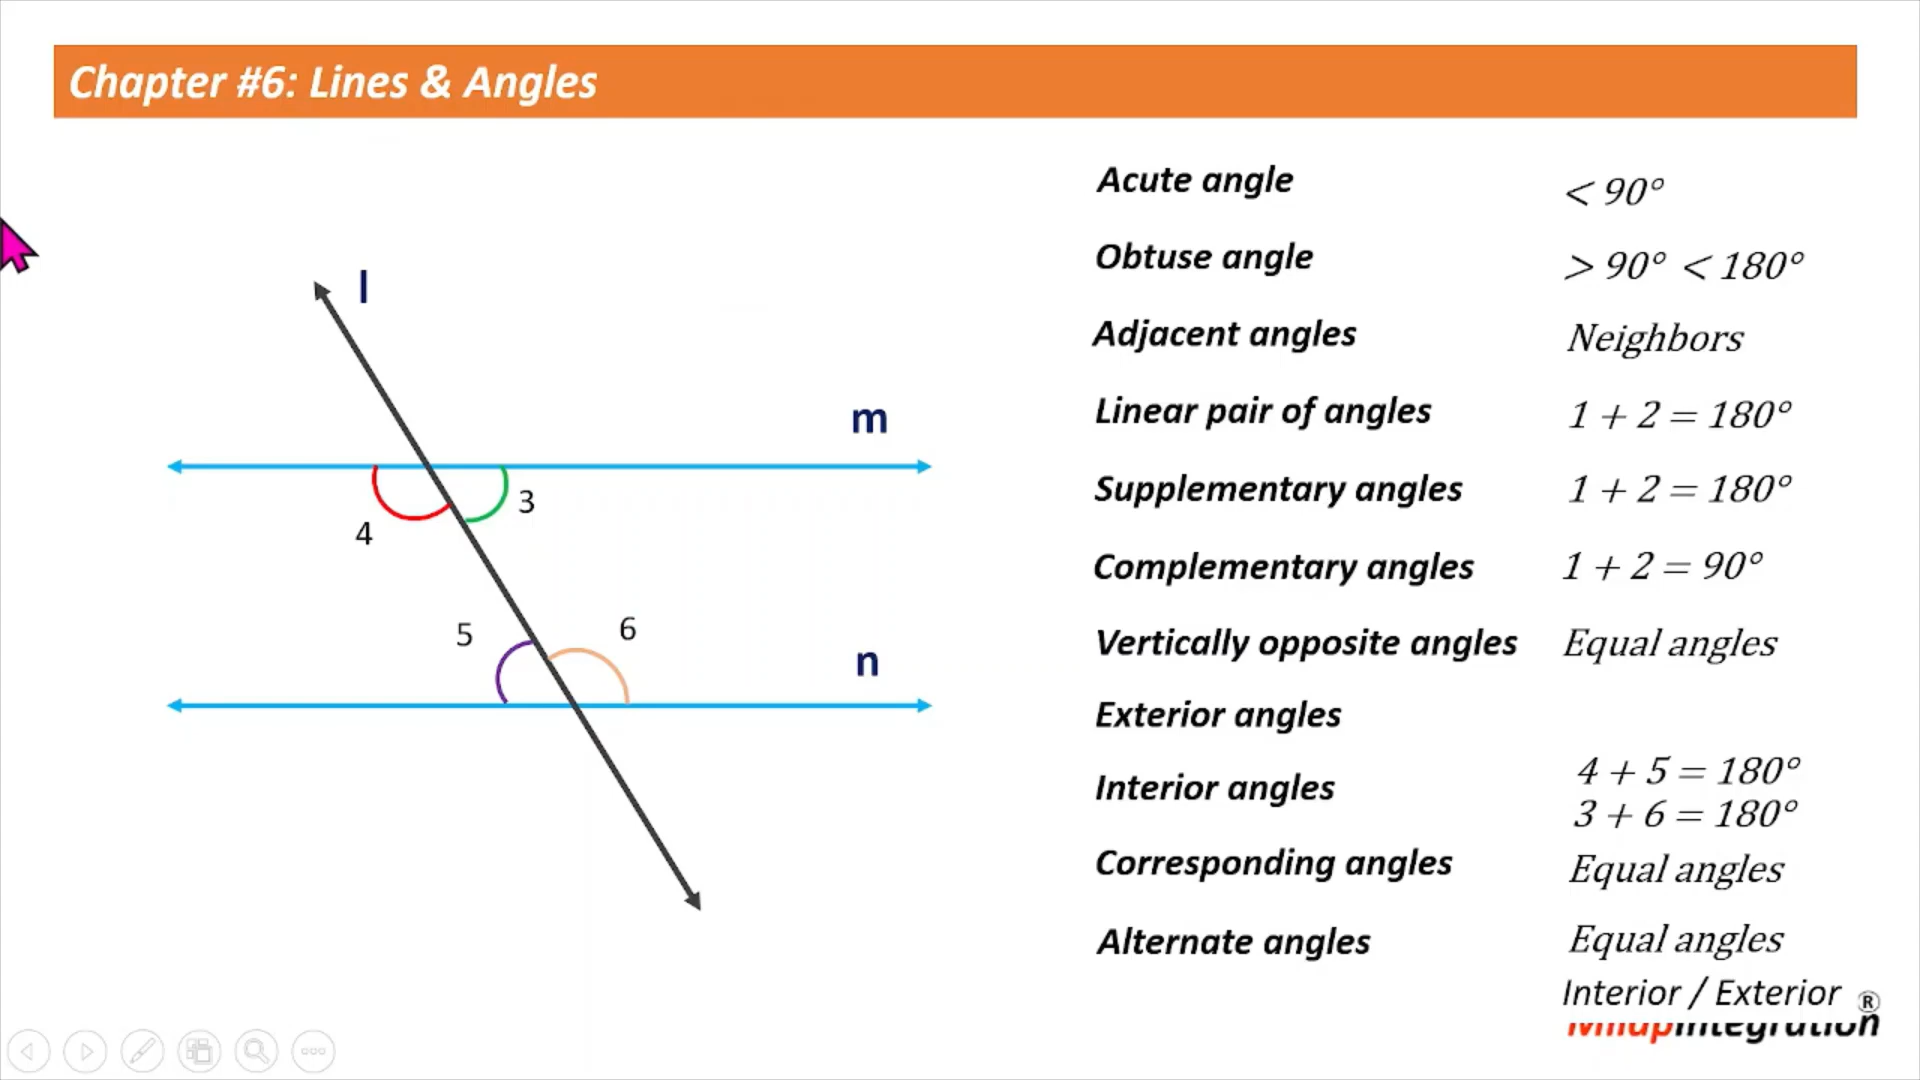 Chapter #6: Lines & Angles
l
m
3
4
5
6
n
Acute angle < 90°
Obtuse angle > 90° < 180°
Adjacent angles Neighbors
Linear pair of angles 1 + 2 = 180°
Supplementary angles 1 + 2 = 180°
Complementary angles 1 + 2 = 90°
Vertically opposite angles Equal angles
Exterior angles
Interior angles 4 + 5 = 180°
3 + 6 = 180°
Corresponding angles Equal angles
Alternate angles Equal angles
Interior / Exterior ®